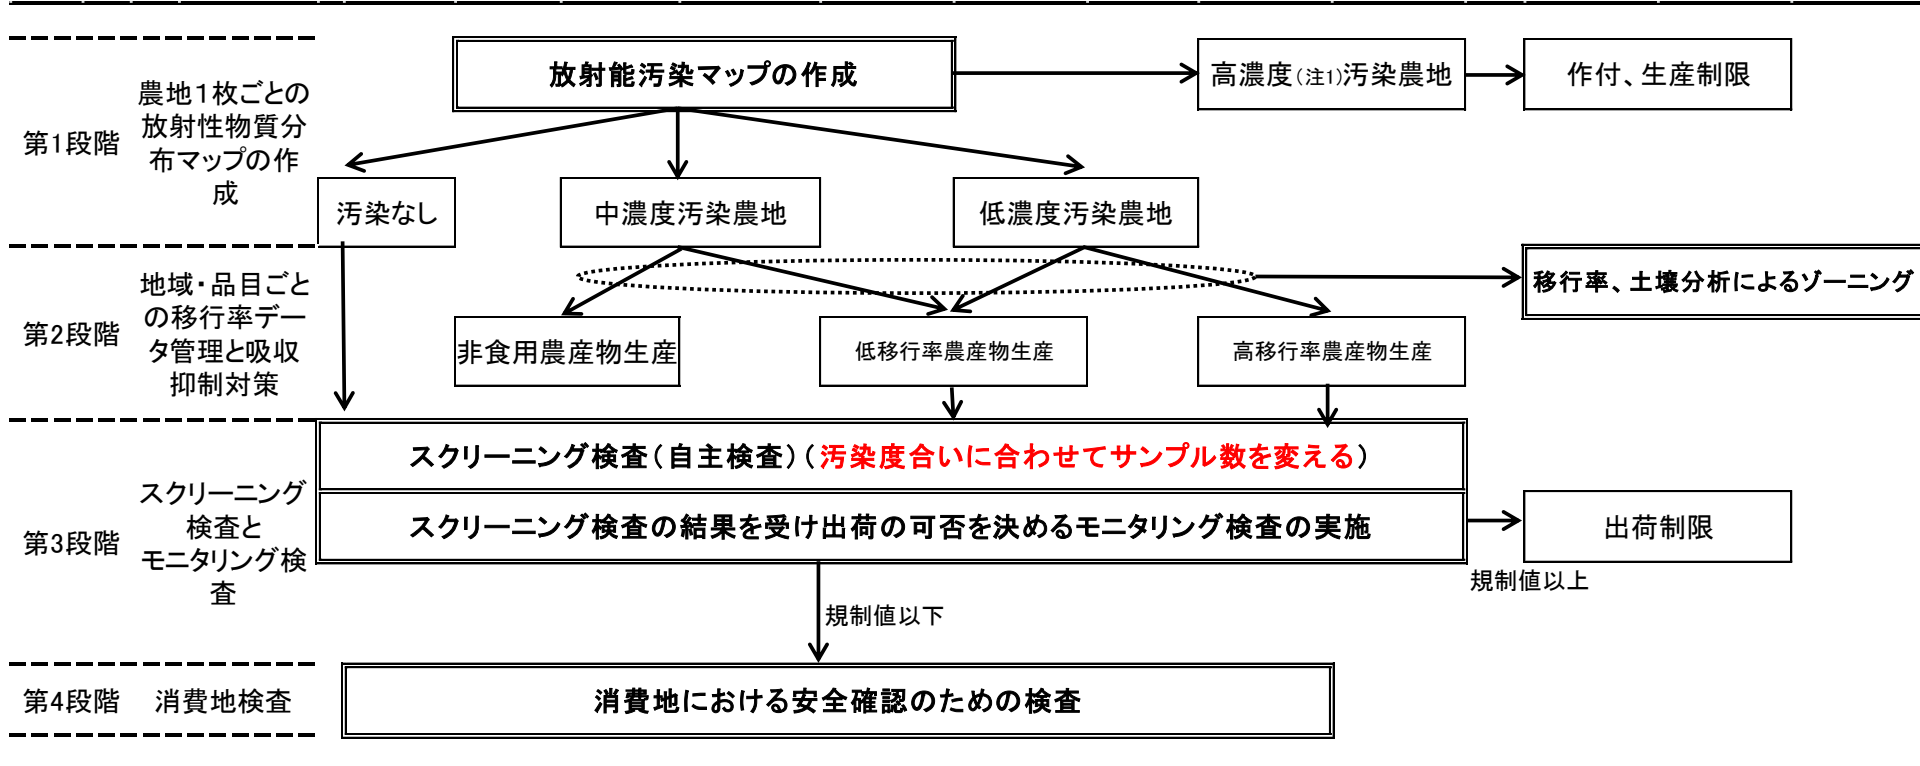 放射能汚染マップの作成
高濃度(注1)汚染農地
作付、生産制限
第1段階
農地1枚ごとの
放射性物質分
布マップの作
成
汚染なし
中濃度汚染農地
低濃度汚染農地
第2段階
地域・品目ごと
の移行率デー
タ管理と吸収
抑制対策
移行率、土壌分析によるゾーニング
非食用農産物生産
低移行率農産物生産
高移行率農産物生産
第3段階
スクリーニング
検査と
モニタリング検
査
スクリーニング検査(自主検査)(汚染度合いに合わせてサンプル数を変える)
スクリーニング検査の結果を受け出荷の可否を決めるモニタリング検査の実施
出荷制限
規制値以上
規制値以下
第4段階
消費地検査
消費地における安全確認のための検査